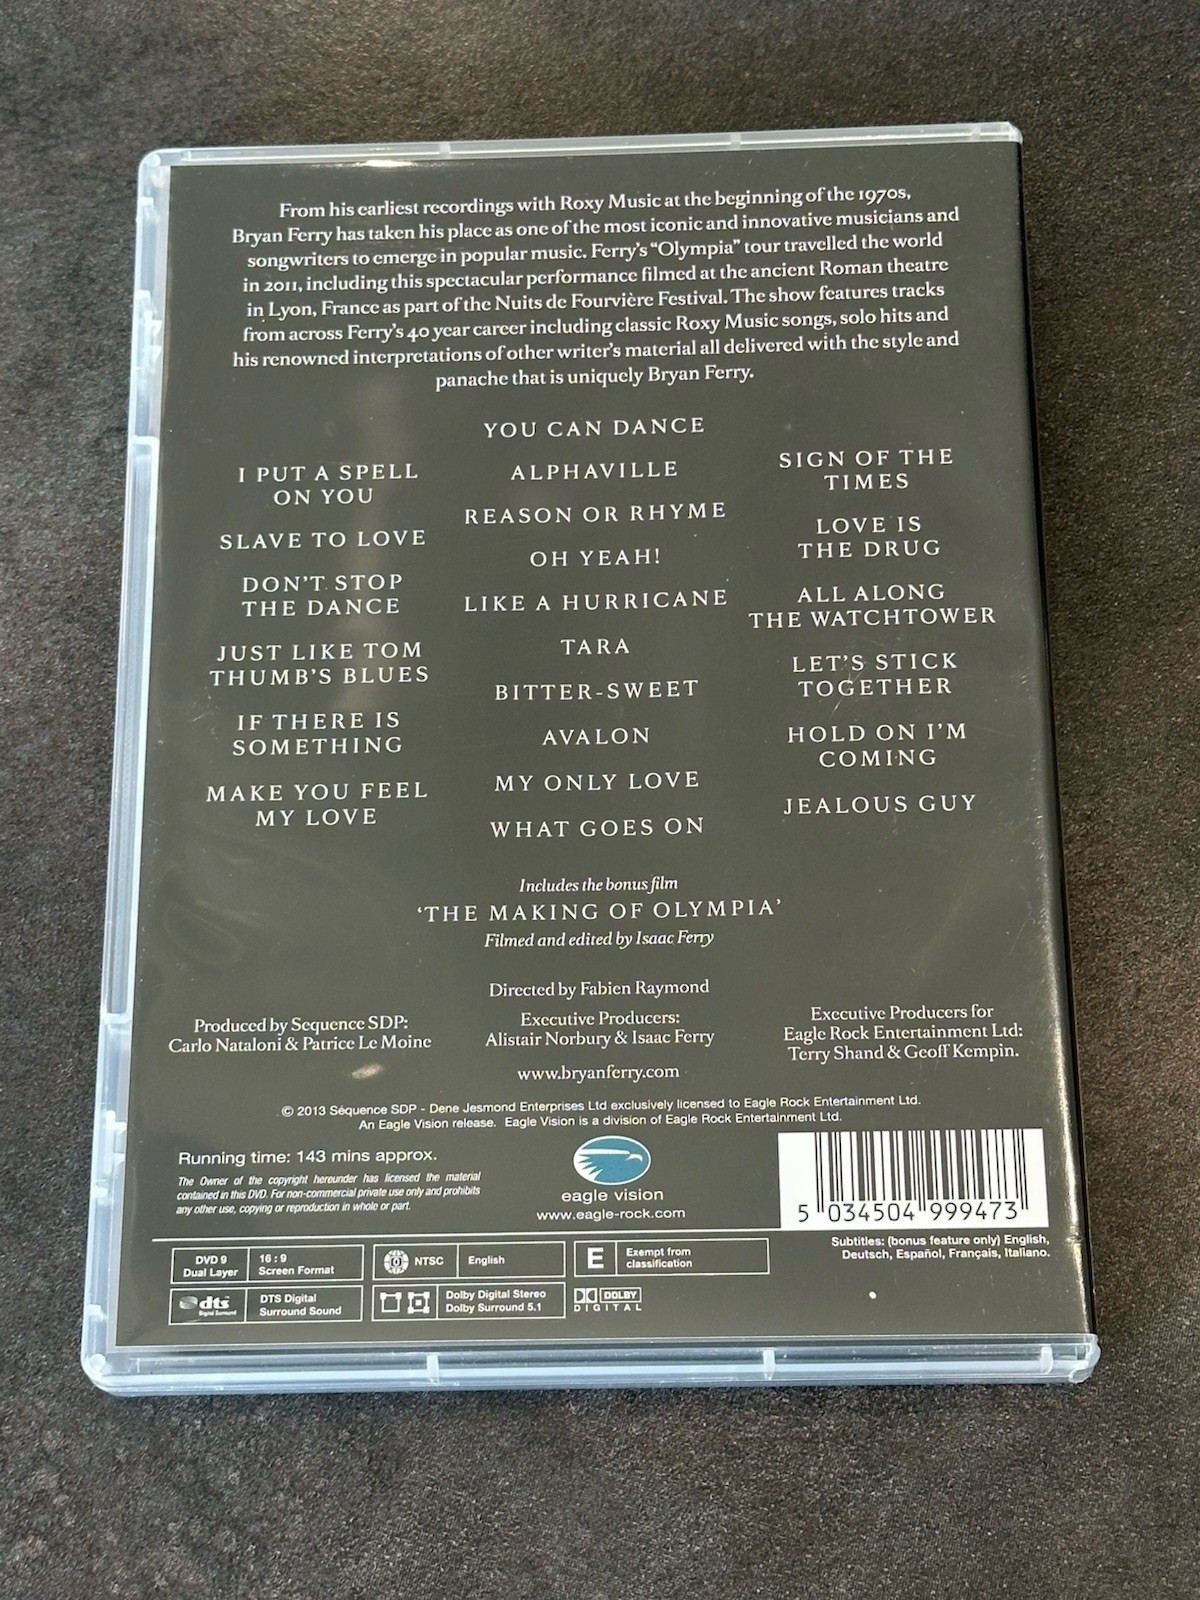 From his earliest recordings with Roxy Music at the beginning of the 1970s,
Bryan Ferry has taken his place as one of the most iconic and innovative musicians and
songwriters to emerge in popular music. Ferry's "Olympia" tour travelled the world
in 2011, including this spectacular performance filmed at the ancient Roman theatre
in Lyon, France as part of the Nuits de Fourvière Festival. The show features tracks
from across Ferry's 40 year career including classic Roxy Music songs, solo hits and
his renowned interpretations of other writer's material all delivered with the style and
panache that is uniquely Bryan Ferry.
I PUT A SPELL
ON YOU
SLAVE TO LOVE
DON'T STOP
THE DANCE
JUST LIKE TOM
THUMB'S BLUES
IF THERE IS
SOMETHING
MAKE YOU FEEL
MY LOVE
YOU CAN DANCE
ALPHAVILLE
REASON OR RHYME
OH YEAH!
LIKE A HURRICANE
TARA
BITTER-SWEET
AVALON
MY ONLY LOVE
WHAT GOES ON
SIGN OF THE
TIMES
LOVE IS
THE DRUG
ALL ALONG
THE WATCHTOWER
LET'S STICK
TOGETHER
HOLD ON I'M
COMING
JEALOUS GUY
Includes the bonus film
'THE MAKING OF OLYMPIA'
Filmed and edited by Isaac Ferry
Directed by Fabien Raymond
Produced by Sequence SDP:
Carlo Nataloni & Patrice Le Moine
Executive Producers:
Alistair Norbury & Isaac Ferry
Executive Producers for
Eagle Rock Entertainment Ltd:
Terry Shand & Geoff Kempin.
www.bryanferry.com
© 2013 Séquence SDP - Dene Jesmond Enterprises Ltd exclusively licensed to Eagle Rock Entertainment Ltd.
An Eagle Vision release. Eagle Vision is a division of Eagle Rock Entertainment Ltd.
Running time: 143 mins approx.
The Owner of the copyright hereunder has licensed the material
contained in this DVD. For non-commercial private use only and prohibits
any other use, copying or reproduction in whole or part.
eagle vision
www.eagle-rock.com
5 034504 999473
Subtitles: (bonus feature only) English,
Deutsch, Español, Français, Italiano.
DVD 9
Dual Layer
16:9
Screen Format
0
NTSC
English
E
Exempt from
classification
dts
Digital Surround
DTS Digital
Surround Sound
Dolby Digital Stereo
Dolby Surround 5.1
DOLBY
DIGITAL